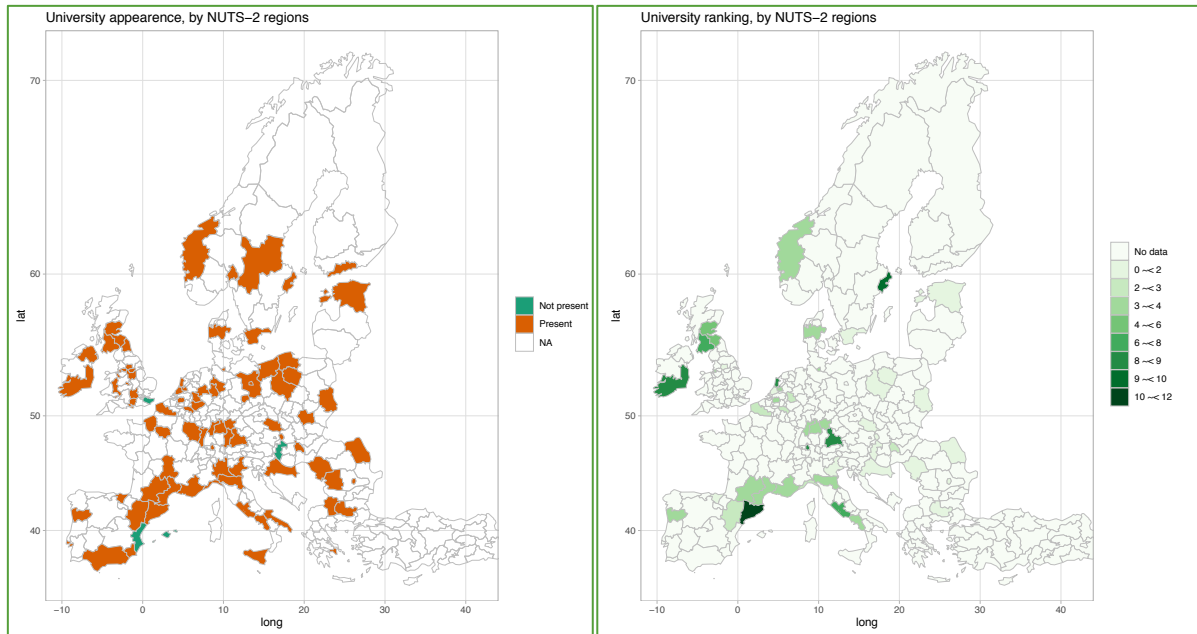 University appearence, by NUTS−2 regions
70
60
50
40
lat
−10
0
10
20
30
40
long
Not present
Present
NA
University ranking, by NUTS−2 regions
70
60
50
40
lat
−10
0
10
20
30
40
long
No data
0 ~< 2
2 ~< 3
3 ~< 4
4 ~< 6
6 ~< 8
8 ~< 9
9 ~< 10
10 ~< 12